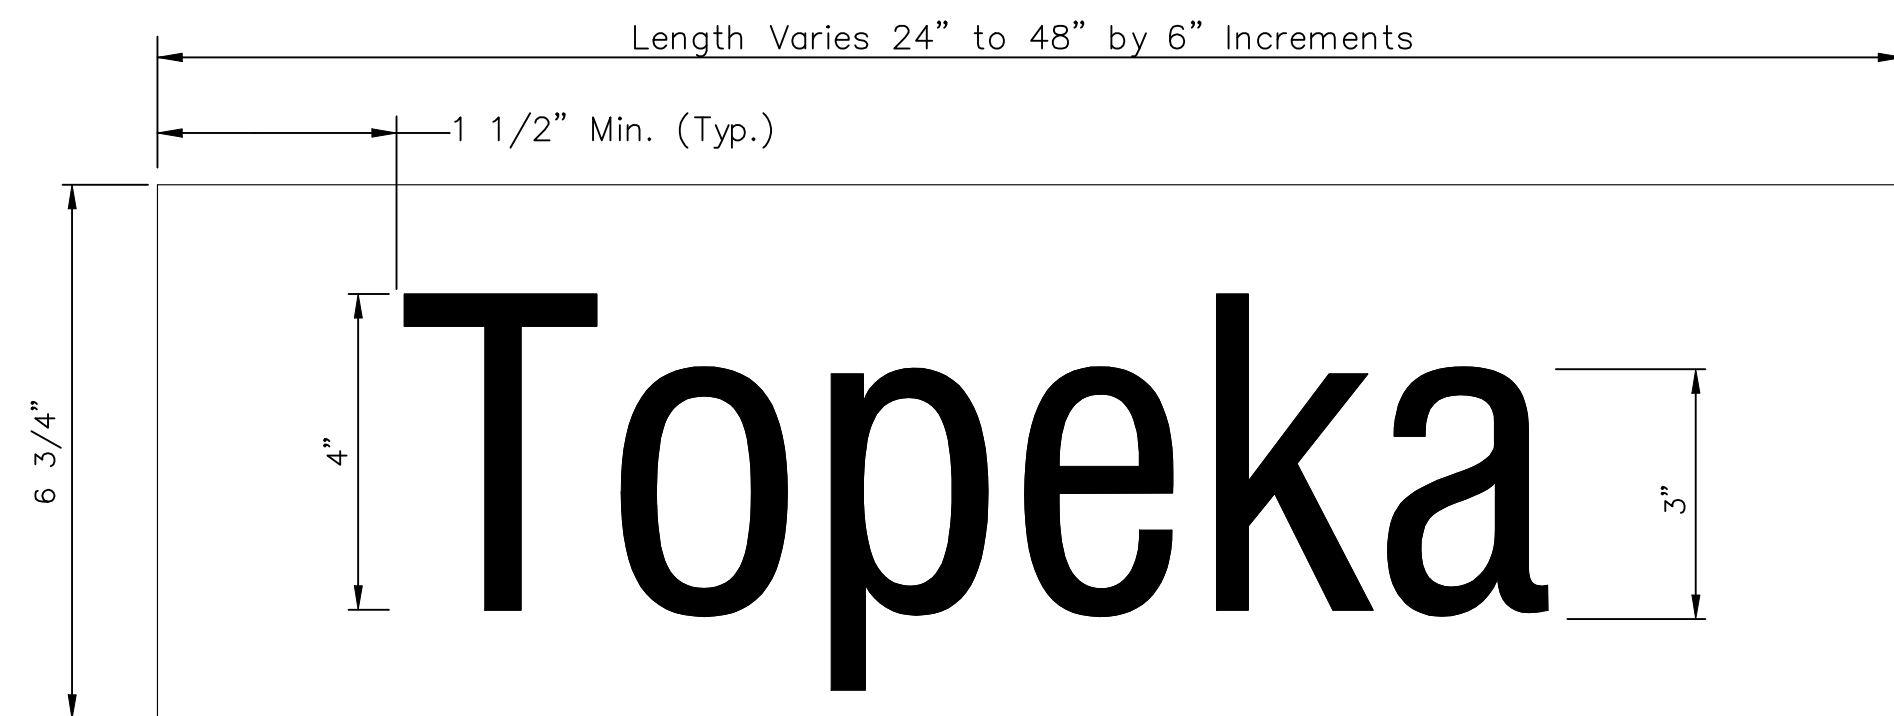 Length Varies 24” to 48” by 6” Increments
1 1/2” Min. (Typ.)
6 3/4”
4”
Topeka
3”